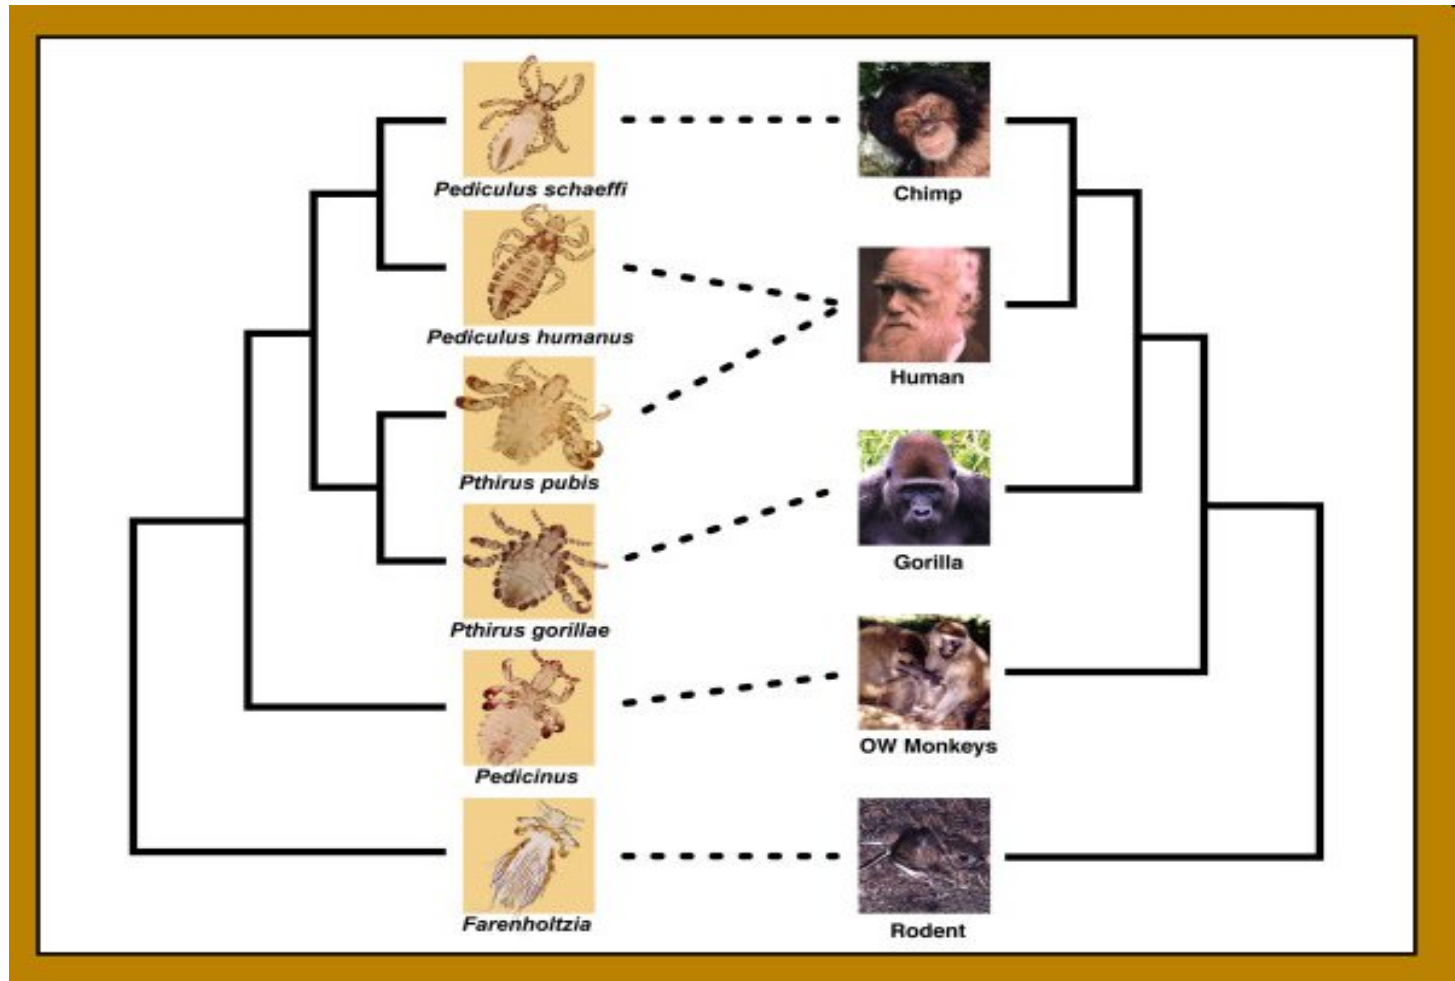 Pediculus schaeffi
Chimp
Pediculus humanus
Human
Pthirus pubis
Gorilla
Pthirus gorillae
OW Monkeys
Pedicinus
Farenholtzia
Rodent